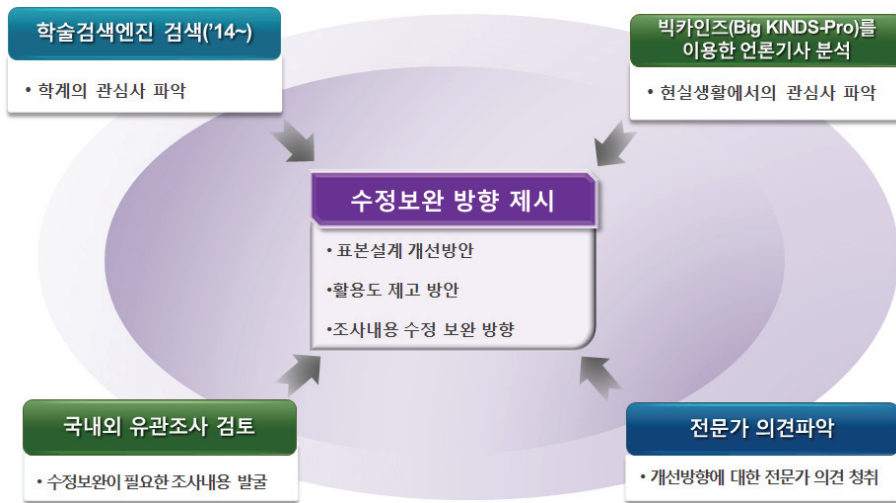 학술검색엔진 검색('14~)
• 학계의 관심사 파악
빅카인즈(Big KINDS-Pro)를
이용한 언론기사 분석
• 현실생활에서의 관심사 파악
수정보완 방향 제시
• 표본설계 개선방안
•활용도 제고 방안
•조사내용 수정 보완 방향
국내외 유관조사 검토
• 수정보완이 필요한 조사내용 발굴
전문가 의견파악
• 개선방향에 대한 전문가 의견 청취